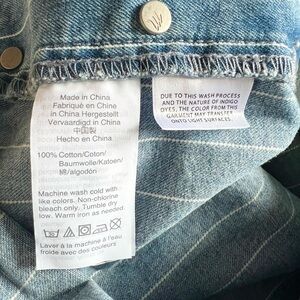 Made in China
Fabriqué en Chine
in China Hergestellt
Vervaardigd in China
中国製
Hecho en China
100% Cotton/Coton/
Baumwolle/Katoen/
綿/algodón
Machine wash cold with
like colors. Non-chlorine
bleach only. Tumble dry
low. Warm iron as needed.
Laver à la machine à l'eau
froide avec des couleurs
DUE TO THIS WASH PROCESS
AND THE NATURE OF INDIGO
DYES, THE COLOR FROM THIS
GARMENT MAY TRANSFER
ONTO LIGHT SURFACES.